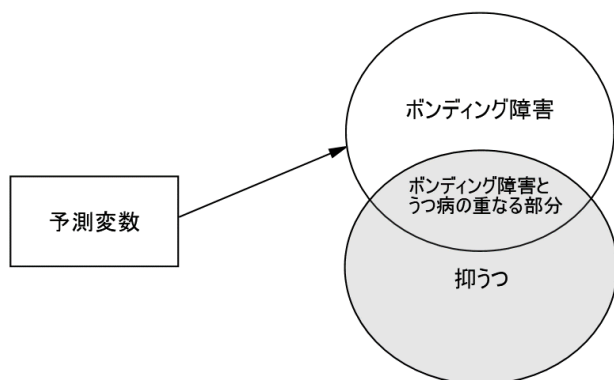 ボンディング障害
ボンディング障害と
うつ病の重なる部分
予測変数
抑うつ